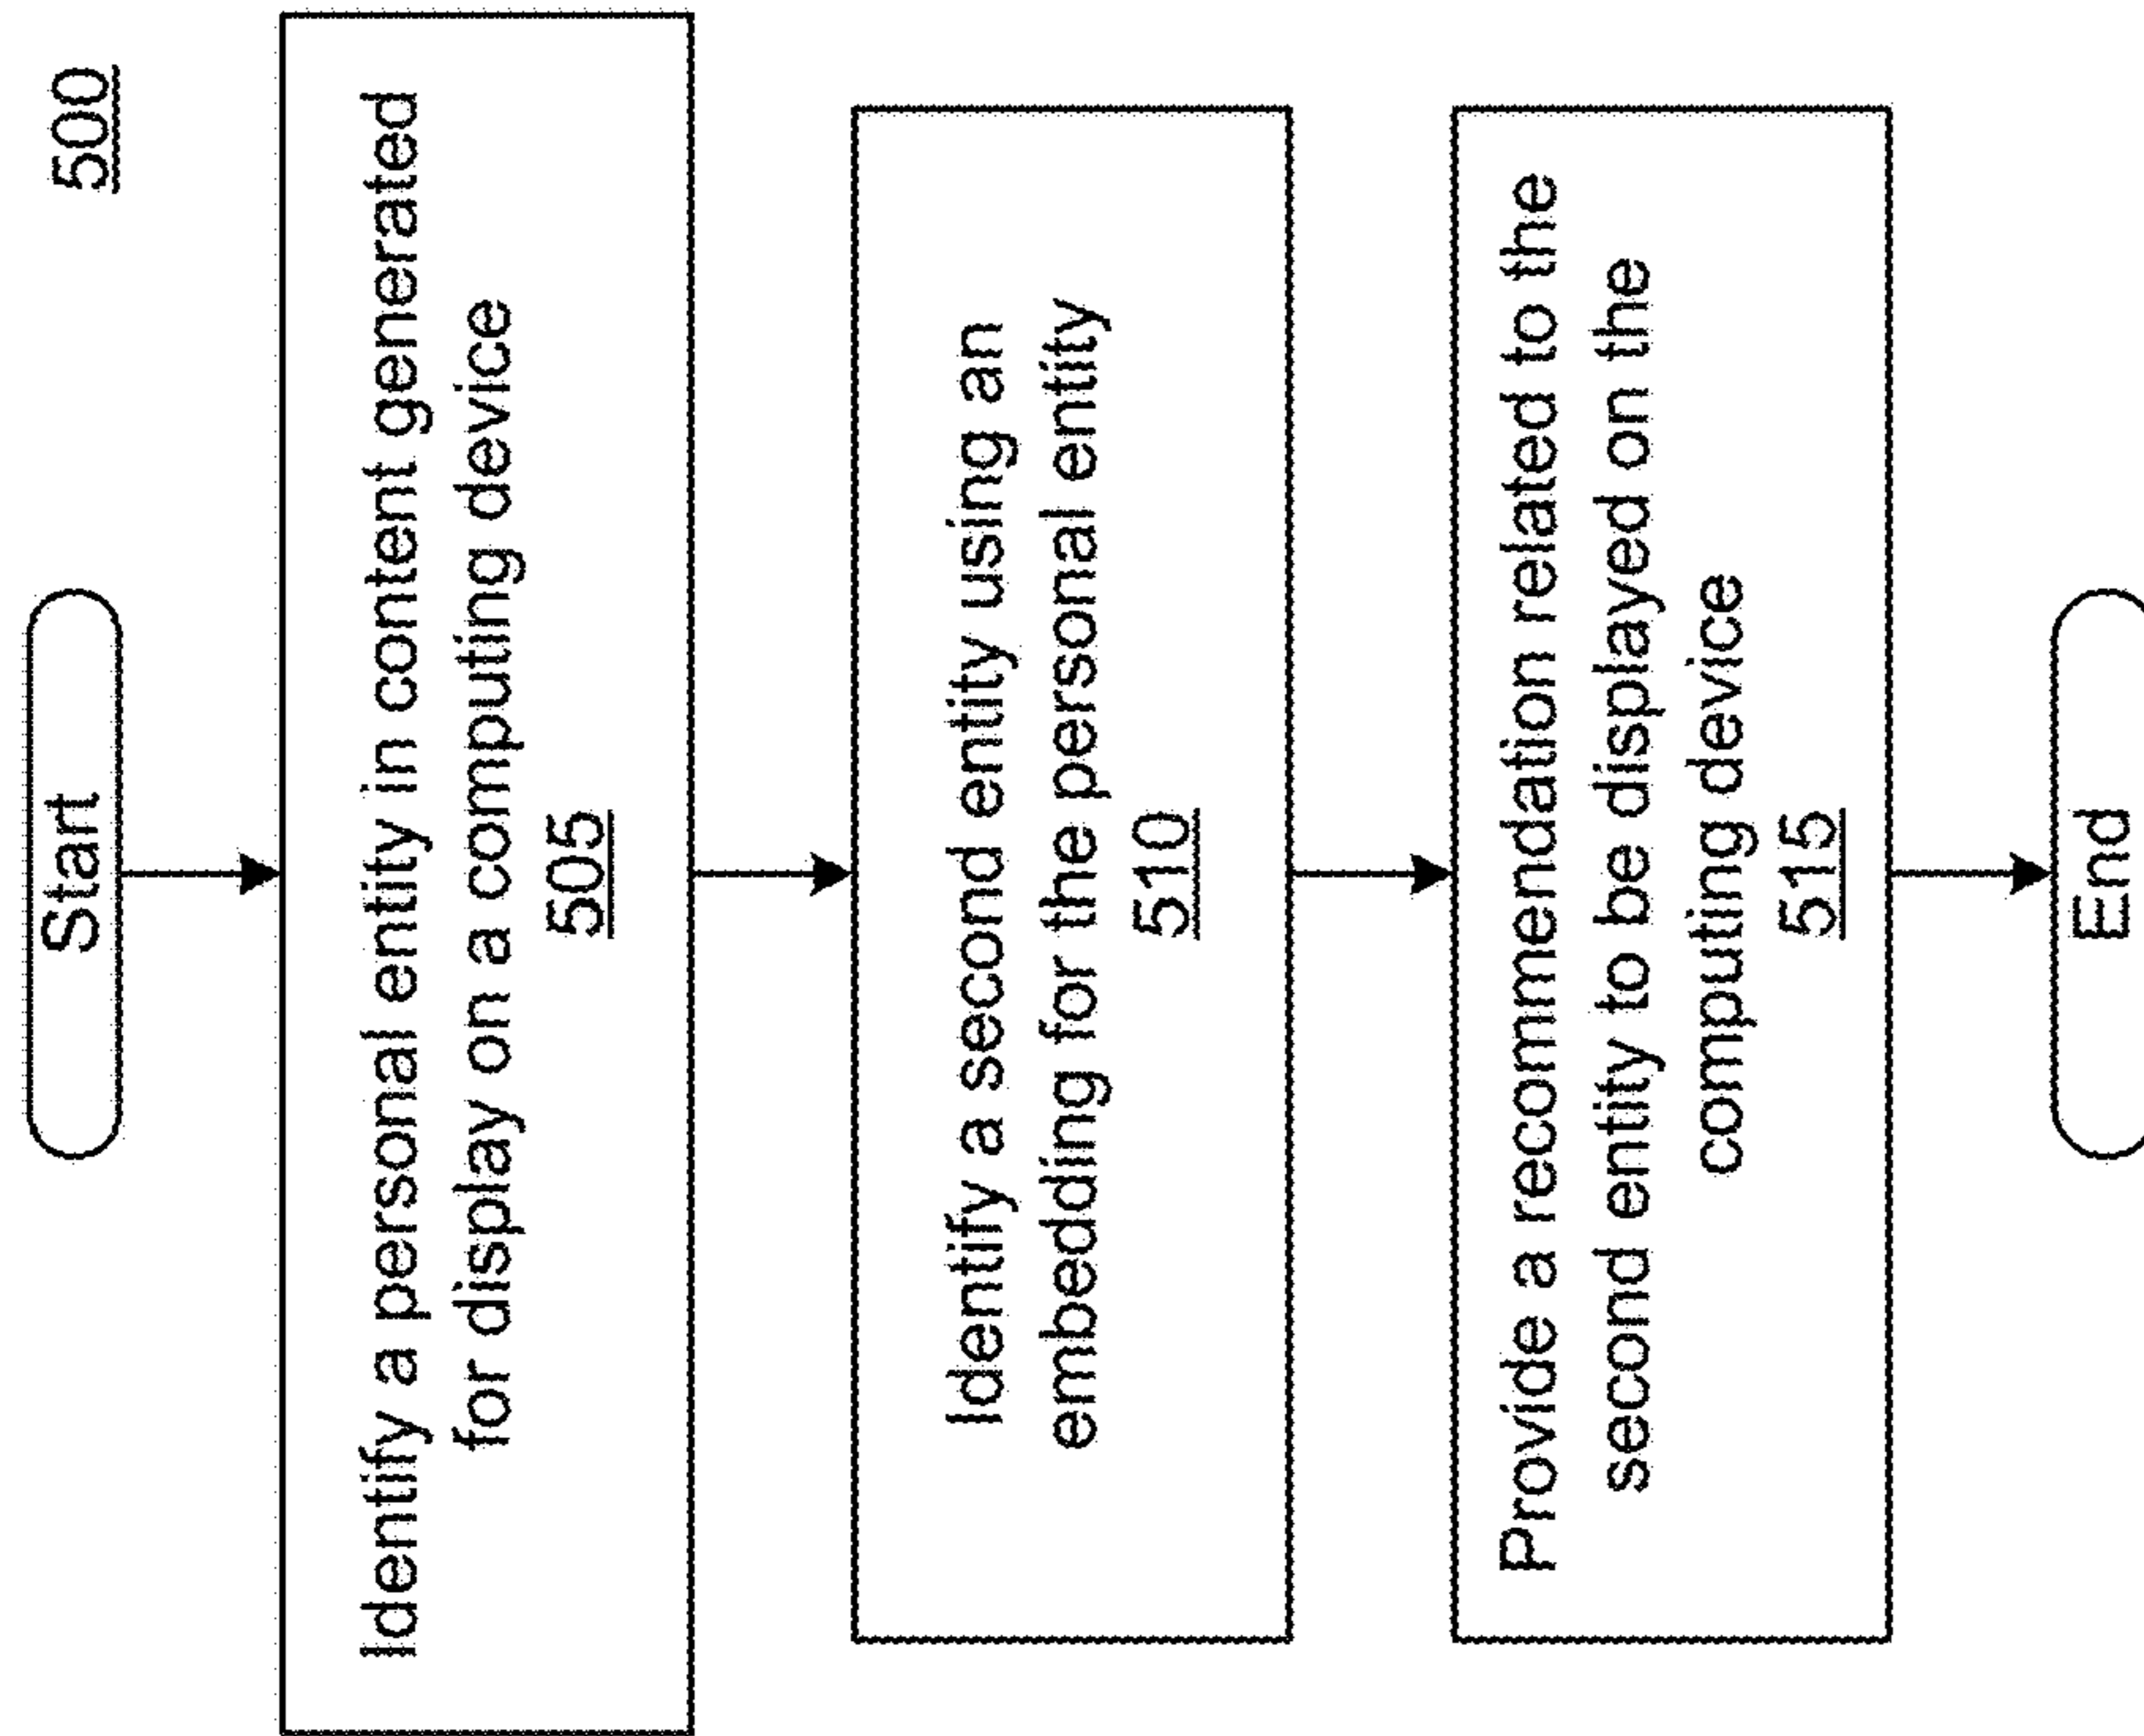 500
Start
Identify a personal entity in content generated
for display on a computing device
505
Identify a second entity using an
embedding for the personal entity
510
Provide a recommendation related to the
second entity to be displayed on the
computing device
515
End